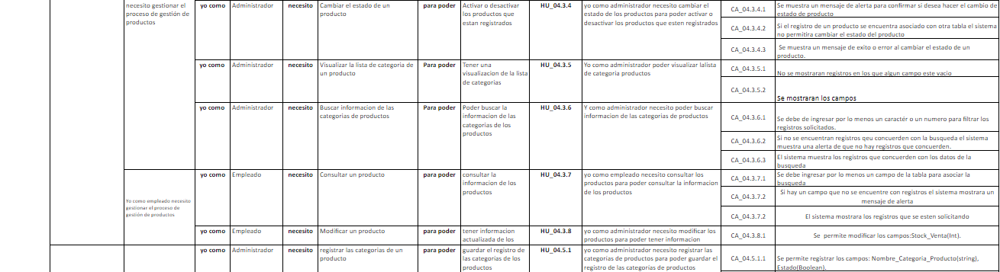 necesito gestionar el
proceso de gestión de
productos
yo como Administrador necesito Cambiar el estado de un
producto
para poder Activar o desactivar
los productos que
estan registrados
HU_04.3.4 yo como administrador necesito cambiar el
estado de los productos para poder activar o
desactivar los productos que esten registrados
CA_04.3.4.1 Se muestra un mensaje de alerta para confirmar si desea hacer el cambio de
estado de producto
CA_04.3.4.2 Si el registro de un producto se encuentra asociado con otra tabla el sistema
no permitira cambiar el estado del producto
CA_04.3.4.3 Se muestra un mensaje de exito o error al cambiar el estado de un
producto.
yo como Administrador necesito Visualizar la lista de categoria de
un producto
Para poder Tener una
visualizacion de la lista
de categorias
HU_04.3.5 Yo como administrador poder visualizar lalista
de categoria productos
CA_04.3.5.1 No se mostraran registros en los que algun campo este vacio
CA_04.3.5.2 Se mostraran los campos
yo como Administrador necesito Buscar informacion de las
categorias de productos
Para poder Poder buscar la
informacion de las
categorias de los
productos
HU_04.3.6 Y como administrador necesito poder buscar
informacion de las categorias de productos
CA_04.3.6.1 Se debe de ingresar por lo menos un caractér o un numero para filtrar los
registros solicitados.
CA_04.3.6.2 Si no se encuentran registros qeu concuerden con la busqueda el sistema
muestra una alerta de que no hay registros que concuerden.
CA_04.3.6.3 El sistema muestra los registros que concuerden con los datos de la
busqueda
Yo como empleado necesito
gestionar el proceso de
gestión de productos
yo como Empleado necesito Consultar un producto
para poder consultar la
informacion de los
productos
HU_04.3.7 yo como empleado necesito consultar los
productos para poder consultar la informacion
de los productos
CA_04.3.7.1 Se debe ingresar por lo menos un campo de la tabla para asociar la
busqueda
CA_04.3.7.2 Si hay un campo que no se encuentre con registros el sistema mostrara un
mensaje de alerta
CA_04.3.7.2 El sistema mostrara los registros que se esten solicitando
yo como Empleado necesito Modificar un producto
para poder tener informacion
actualizada de los
HU_04.3.8 yo como administrador necesito modificar los
productos para poder tener informacion
CA_04.3.8.1 Se permite modificar los campos:Stock_Venta(Int).
yo como Administrador necesito registrar las categorias de un
producto
para poder guardar el registro de
las categorias de los
productos
HU_04.5.1 yo como administrador necesito registrar las
categorias de productos para poder guardar el
registro de las categorias de productos
CA_04.5.1.1 Se permite registrar los campos: Nombre_Categoria_Producto(string),
Estado(Boolean).